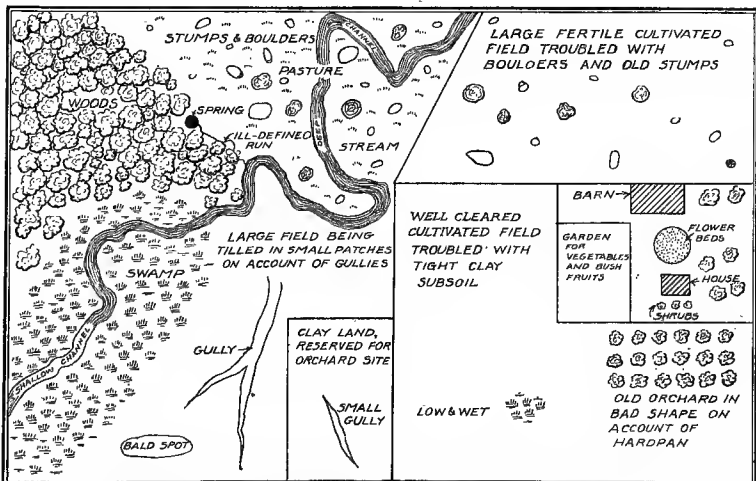 STUMPS & BOULDERS
CHANNEL
PASTURE
LARGE FERTILE CULTIVATED
FIELD TROUBLED WITH
BOULDERS AND OLD STUMPS
WOODS
SPRING
ILL-DEFINED
RUN
DEEP
STREAM
BARN
WELL CLEARED
CULTIVATED FIELD
TROUBLED WITH
TIGHT CLAY
SUBSOIL
GARDEN
FOR
VEGETABLES
AND BUSH
FRUITS
FLOWER
BEDS
HOUSE
SHRUBS
LARGE FIELD BEING
TILLED IN SMALL PATCHES
ON ACCOUNT OF GULLIES
SWAMP
SHALLOW CHANNEL
GULLY
CLAY LAND,
RESERVED FOR
ORCHARD SITE
SMALL
GULLY
BALD SPOT
LOW & WET
OLD ORCHARD IN
BAD SHAPE ON
ACCOUNT OF
HARDPAN